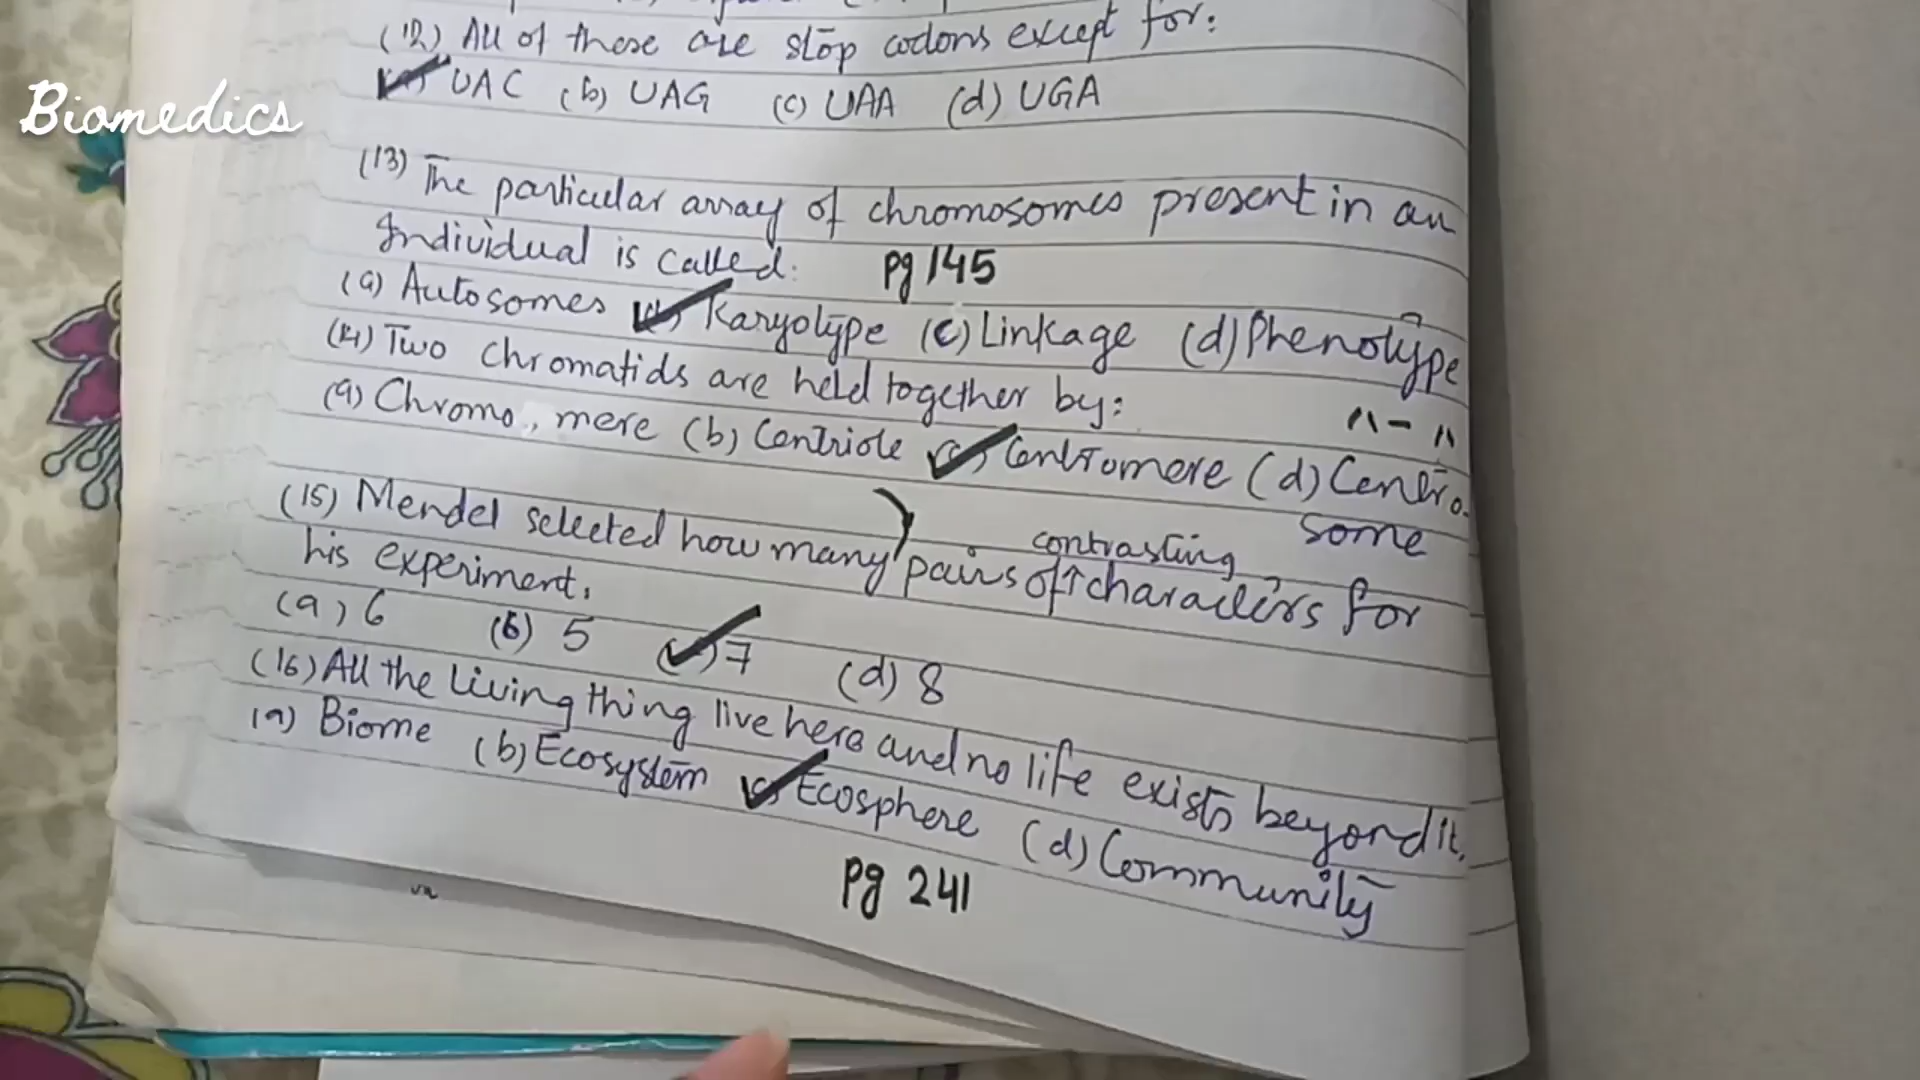 Biomedics
(12) All of these are stop codons except for:
(a) UAC (b) UAG (c) UAA (d) UGA
(13) The particular array of chromosomes present in an
Individual is called: pg 145
(a) Autosomes (b) Karyotype (c) Linkage (d) Phenotype
(14) Two chromatids are held together by: "-"
(a) Chromo mere (b) Centriole (c) Centromere (d) Centro-
some
(15) Mendel selected how many pairs of contrasting characters for
his experiment.
(a) 6 (b) 5 (c) 7 (d) 8
(16) All the living thing live here and no life exists beyond it.
(a) Biome (b) Ecosystem (c) Ecosphere (d) Community
pg 241